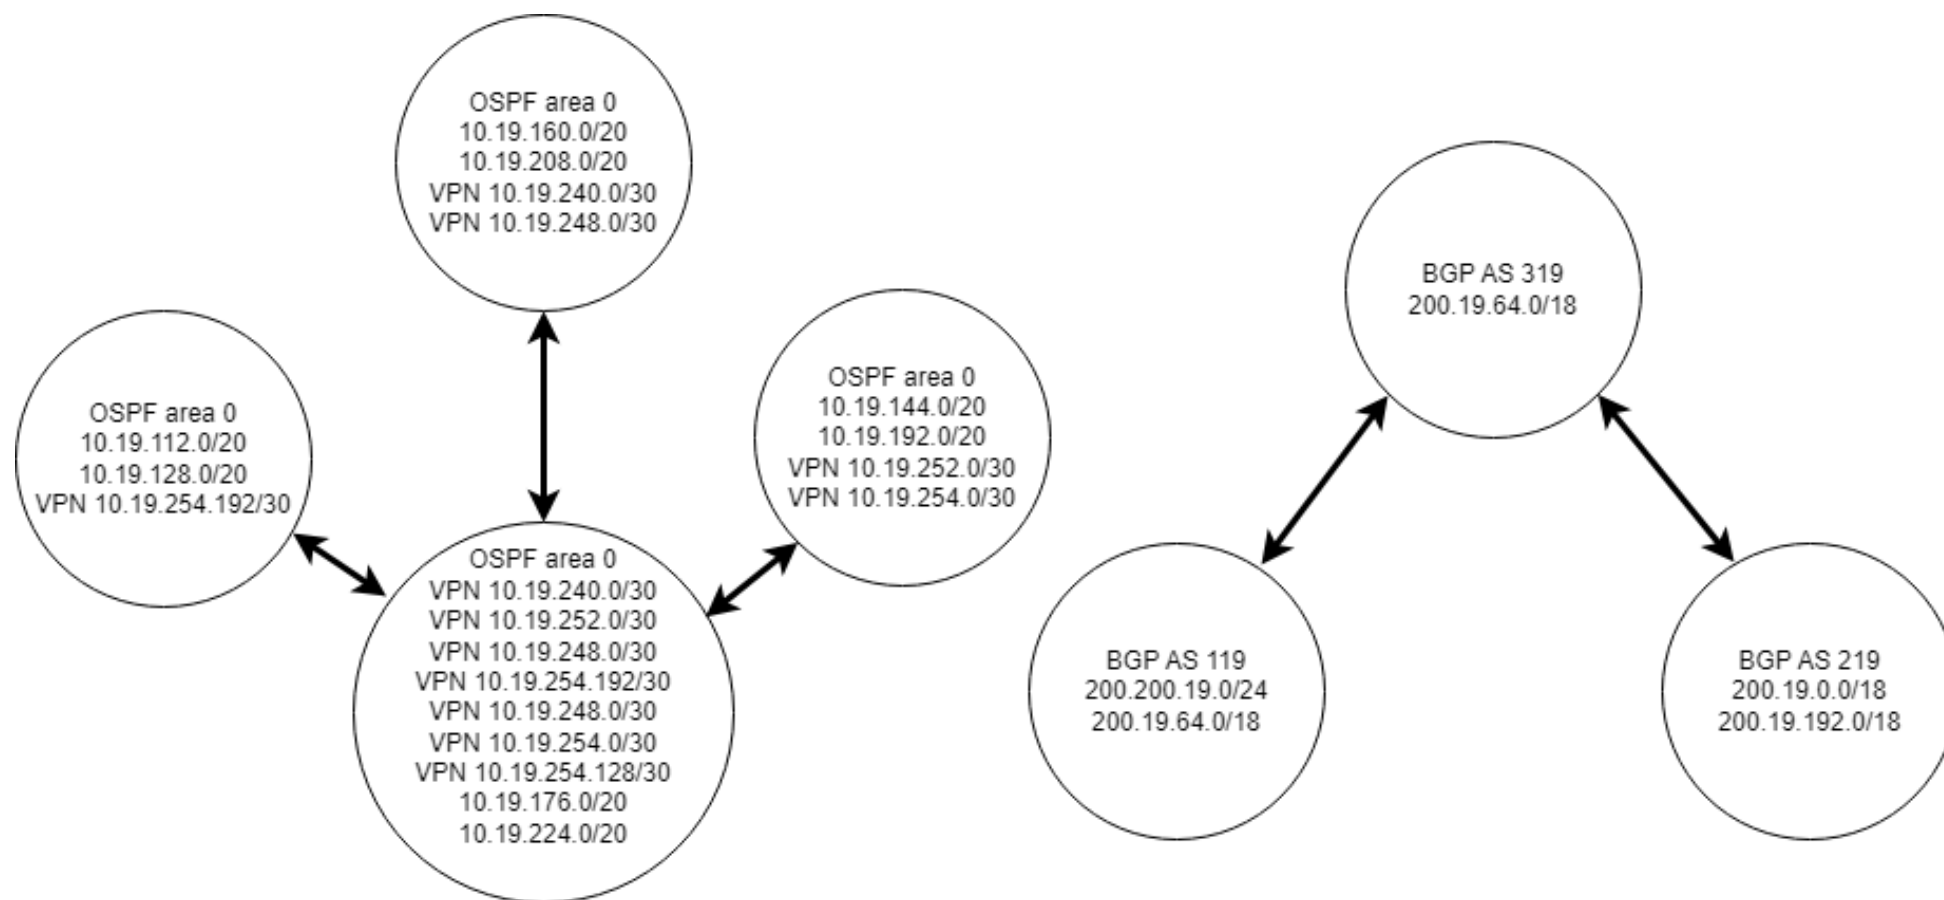 OSPF area 0
10.19.160.0/20
10.19.208.0/20
VPN 10.19.240.0/30
VPN 10.19.248.0/30
OSPF area 0
10.19.112.0/20
10.19.128.0/20
VPN 10.19.254.192/30
OSPF area 0
10.19.144.0/20
10.19.192.0/20
VPN 10.19.252.0/30
VPN 10.19.254.0/30
OSPF area 0
VPN 10.19.240.0/30
VPN 10.19.252.0/30
VPN 10.19.248.0/30
VPN 10.19.254.192/30
VPN 10.19.248.0/30
VPN 10.19.254.0/30
VPN 10.19.254.128/30
10.19.176.0/20
10.19.224.0/20
BGP AS 319
200.19.64.0/18
BGP AS 119
200.200.19.0/24
200.19.64.0/18
BGP AS 219
200.19.0.0/18
200.19.192.0/18